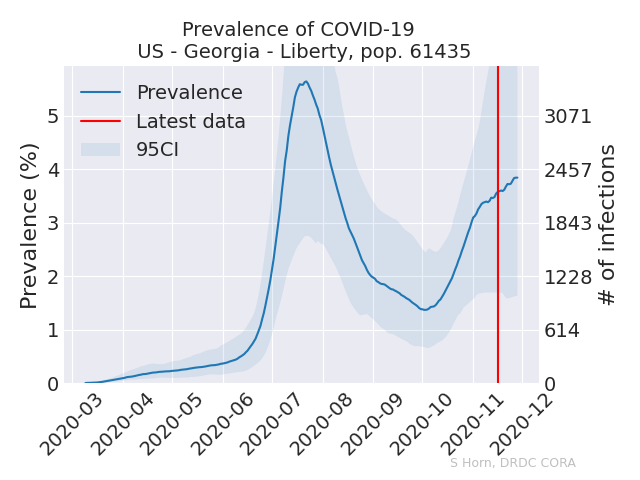 Prevalence of COVID-19
US - Georgia - Liberty, pop. 61435
Prevalence
Latest data
95CI
Prevalence (%)
5
4
3
2
1
0
3071
2457
1843
1228
614
0
# of infections
2020-03
2020-04
2020-05
2020-06
2020-07
2020-08
2020-09
2020-10
2020-11
2020-12
S Horn, DRDC CORA